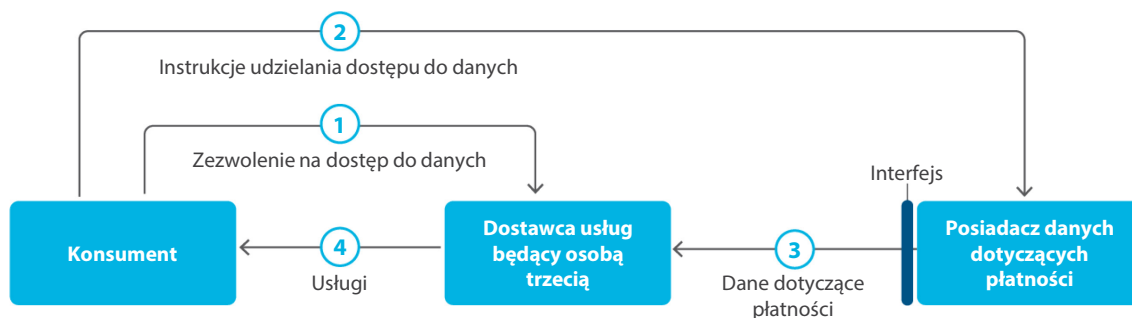 2
Instrukcje udzielania dostępu do danych
1
Zezwolenie na dostęp do danych
Interfejs
Konsument
4
Usługi
Dostawca usług
będący osobą
trzecią
3
Dane dotyczące
płatności
Posiadacz danych
dotyczących
płatności